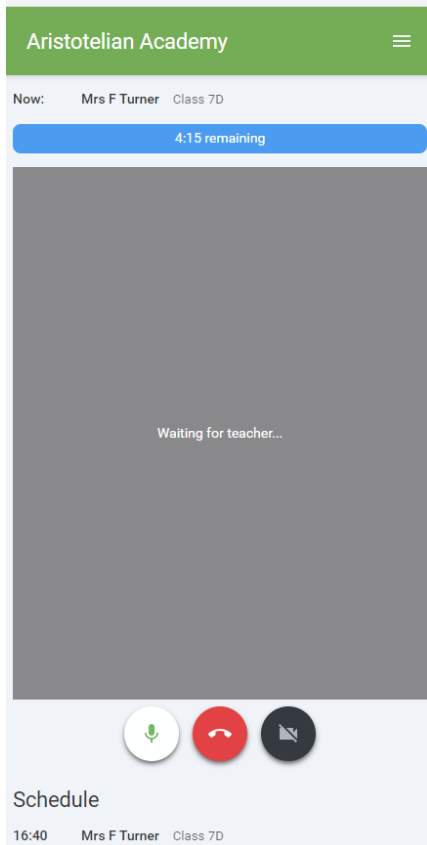 Aristotelian Academy
Now: Mrs F Turner Class 7D
4:15 remaining
Waiting for teacher...
Schedule
16:40 Mrs F Turner Class 7D